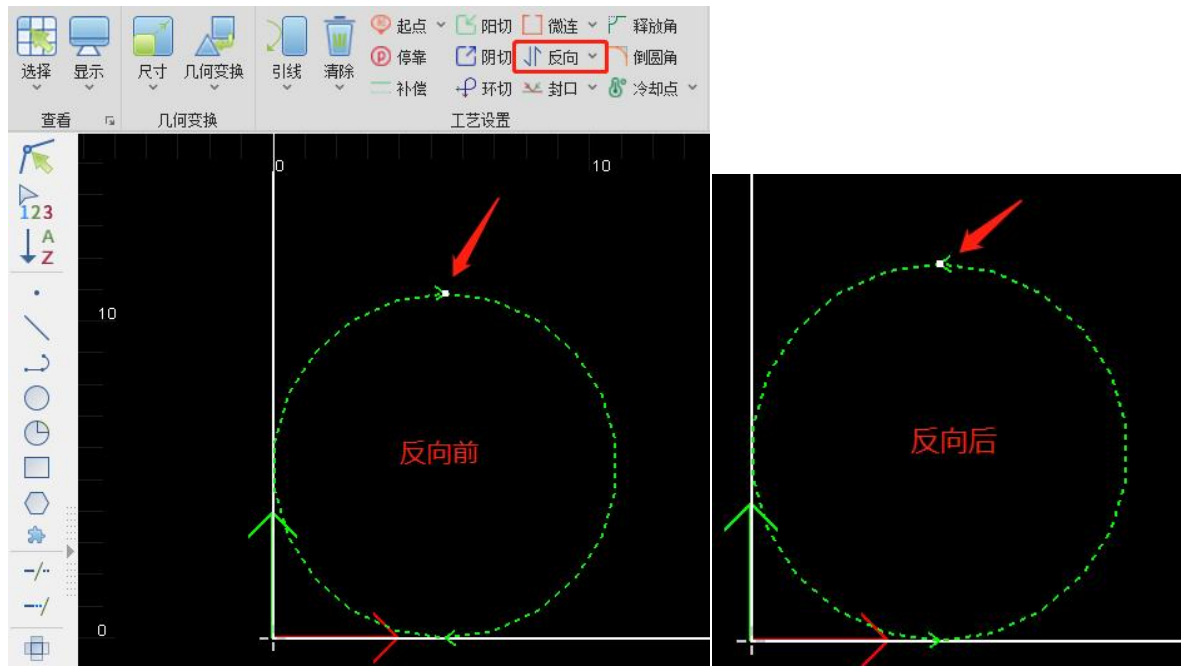 起点 阳切 微连 释放角
选择 显示 尺寸 几何变换 引线 清除 停靠 阴切 反向 倒圆角
补偿 环切 封口 冷却点
查看 几何变换 工艺设置
0 10
123
A
Z
10
反向前
反向后
0